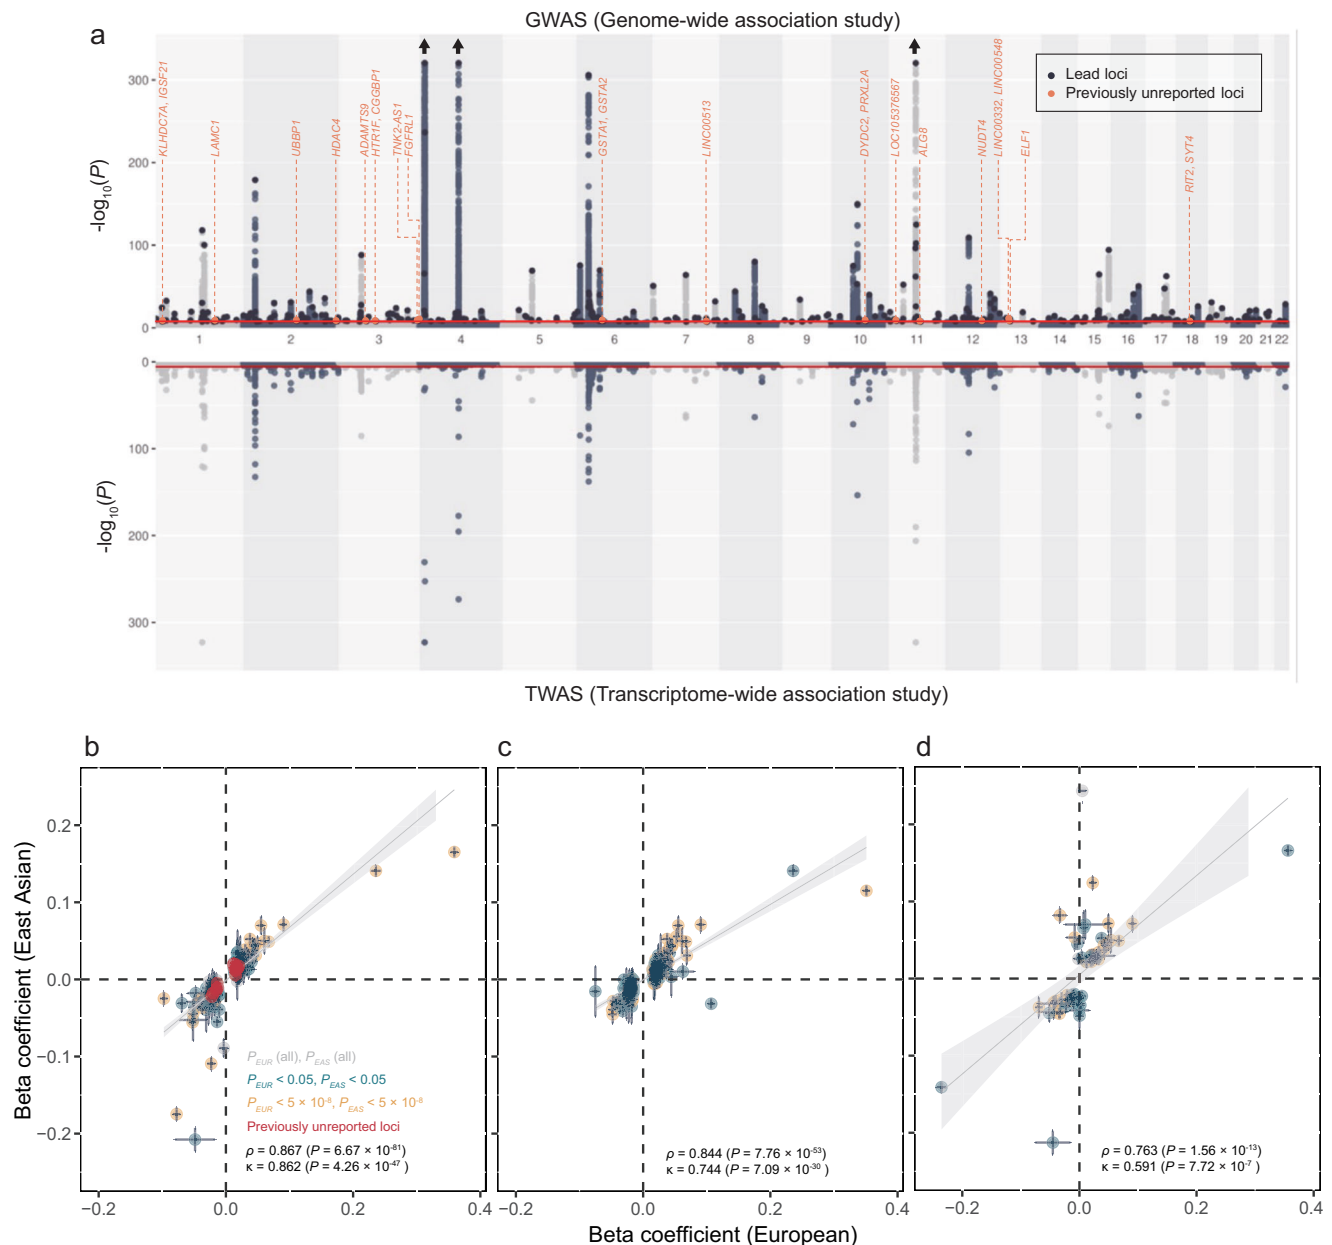 GWAS (Genome-wide association study)
a
-log10(P)
300
200
100
0
KLHDC7A, IGSF21
LAMC1
UBBP1
HDAC4
ADAMTS9
HTR1F, CGGBP1
TNK2-AS1
FGFRL1
GSTA1, GSTA2
LINC00513
DYDC2, PRXL2A
LOC105376567
ALG8
NUDT4
LINC00332, LINC00548
ELF1
RIT2, SYT4
Lead loci
Previously unreported loci
1 2 3 4 5 6 7 8 9 10 11 12 13 14 15 16 17 18 19 20 21 22
0
100
200
300
-log10(P)
TWAS (Transcriptome-wide association study)
b
c
d
Beta coefficient (East Asian)
0.2
0.1
0.0
−0.1
−0.2
PEUR (all), PEAS (all)
PEUR < 0.05, PEAS < 0.05
PEUR < 5 × 10-8, PEAS < 5 × 10-8
Previously unreported loci
ρ = 0.867 (P = 6.67 × 10-81)
κ = 0.862 (P = 4.26 × 10-47 )
ρ = 0.844 (P = 7.76 × 10-53)
κ = 0.744 (P = 7.09 × 10-30 )
ρ = 0.763 (P = 1.56 × 10-13)
κ = 0.591 (P = 7.72 × 10-7 )
−0.2 0.0 0.2 0.4
−0.2 0.0 0.2 0.4
−0.2 0.0 0.2 0.4
Beta coefficient (European)